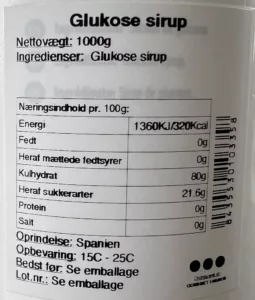 Glukose sirup
Nettovægt: 1000g
Ingredienser: Glukose sirup
Næringsindhold pr. 100g:
Energi 1360KJ/320Kcal
Fedt 0g
Heraf mættede fedtsyrer 0g
Kulhydrat 80g
Heraf sukkerarter 21.6g
Protein 0g
Salt 0g
Oprindelse: Spanien
Opbevaring: 15C - 25C
Bedst før: Se emballage
Lot.nr.: Se emballage